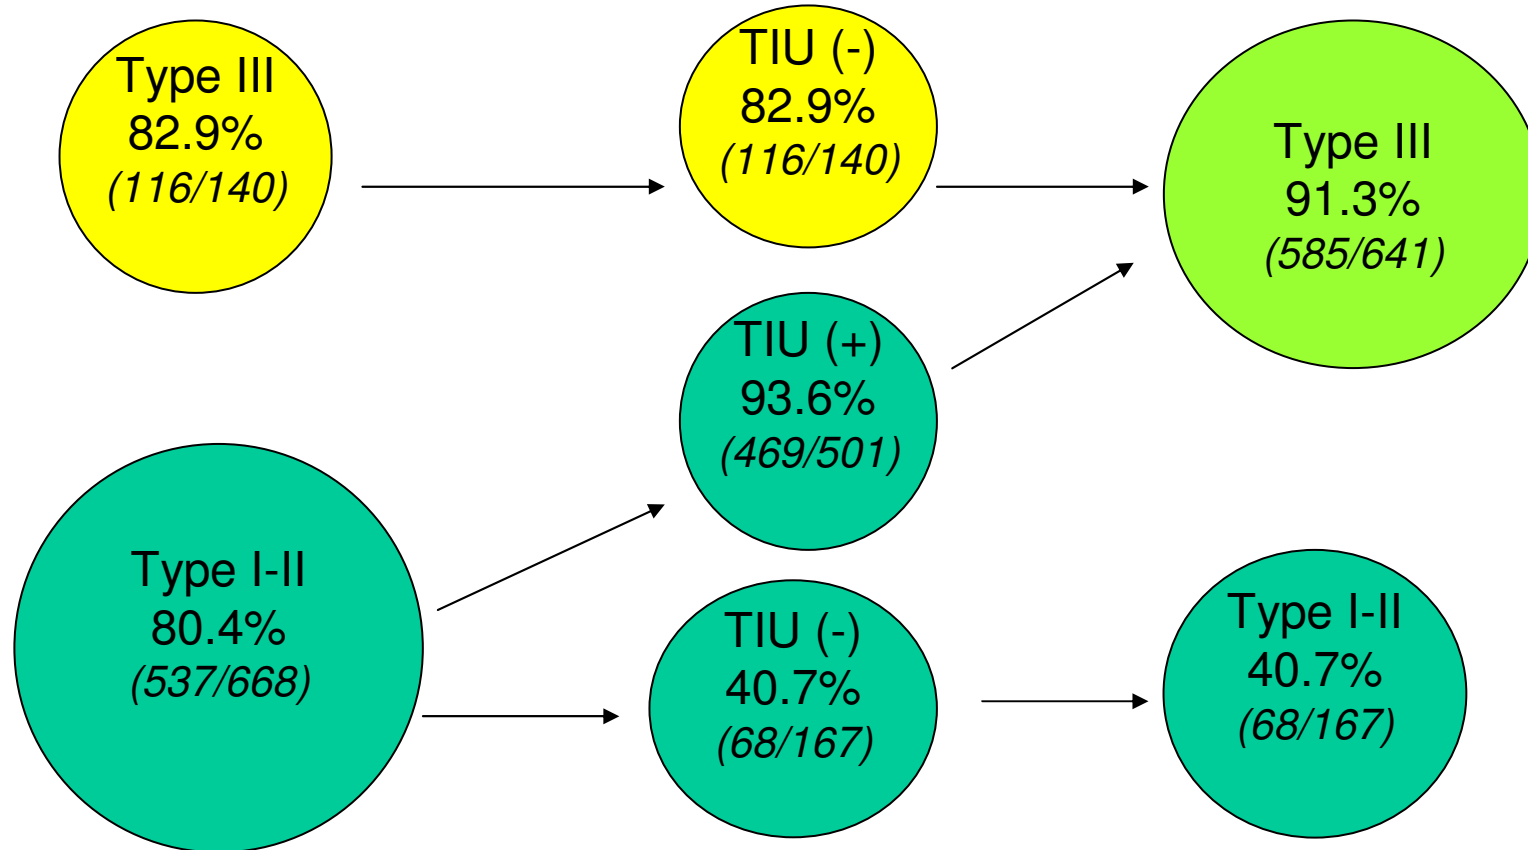 Type III
82.9%
(116/140)
TIU (-)
82.9%
(116/140)
Type III
91.3%
(585/641)
TIU (+)
93.6%
(469/501)
Type I-II
80.4%
(537/668)
TIU (-)
40.7%
(68/167)
Type I-II
40.7%
(68/167)